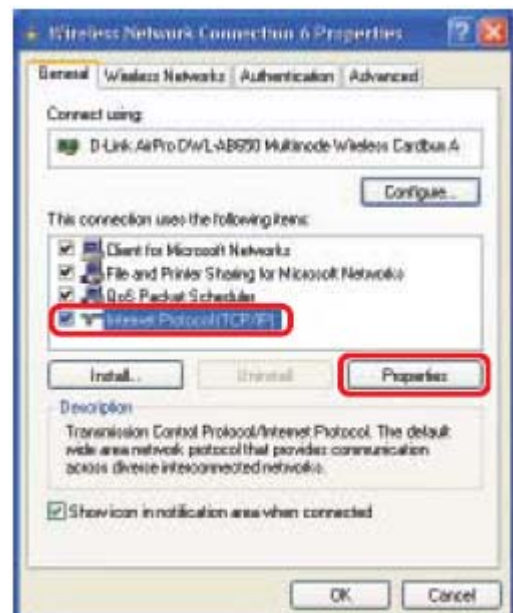 Wireless Network Connection 6 Properties
General Wireless Networks Authentication Advanced
Connect using:
D-Link AirPro DWL-AB650 Multimode Wireless Cardbus A
Configure...
This connection uses the following items:
Client for Microsoft Networks
File and Printer Sharing for Microsoft Networks
QoS Packet Scheduler
Internet Protocol (TCP/IP)
Install... Uninstall Properties
Description
Transmission Control Protocol/Internet Protocol. The default
wide area network protocol that provides communication
across diverse interconnected networks.
Show icon in notification area when connected
OK Cancel